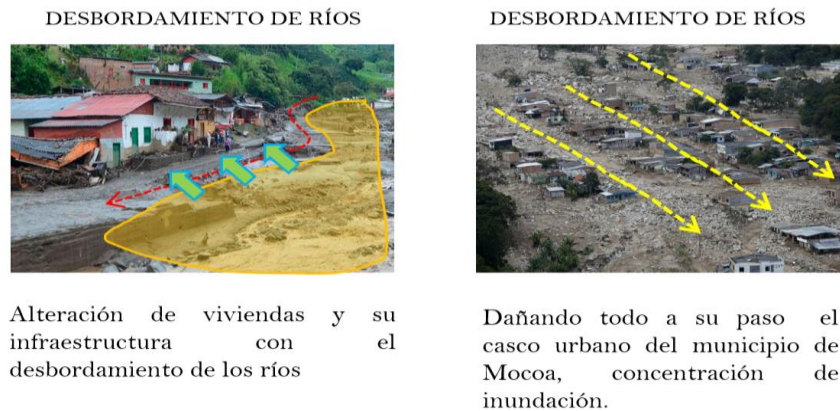 DESBORDAMIENTO DE RÍOS
Alteración de viviendas y su
infraestructura con el
desbordamiento de los ríos
DESBORDAMIENTO DE RÍOS
Dañando todo a su paso el
casco urbano del municipio de
Mocoa, concentración de
inundación.